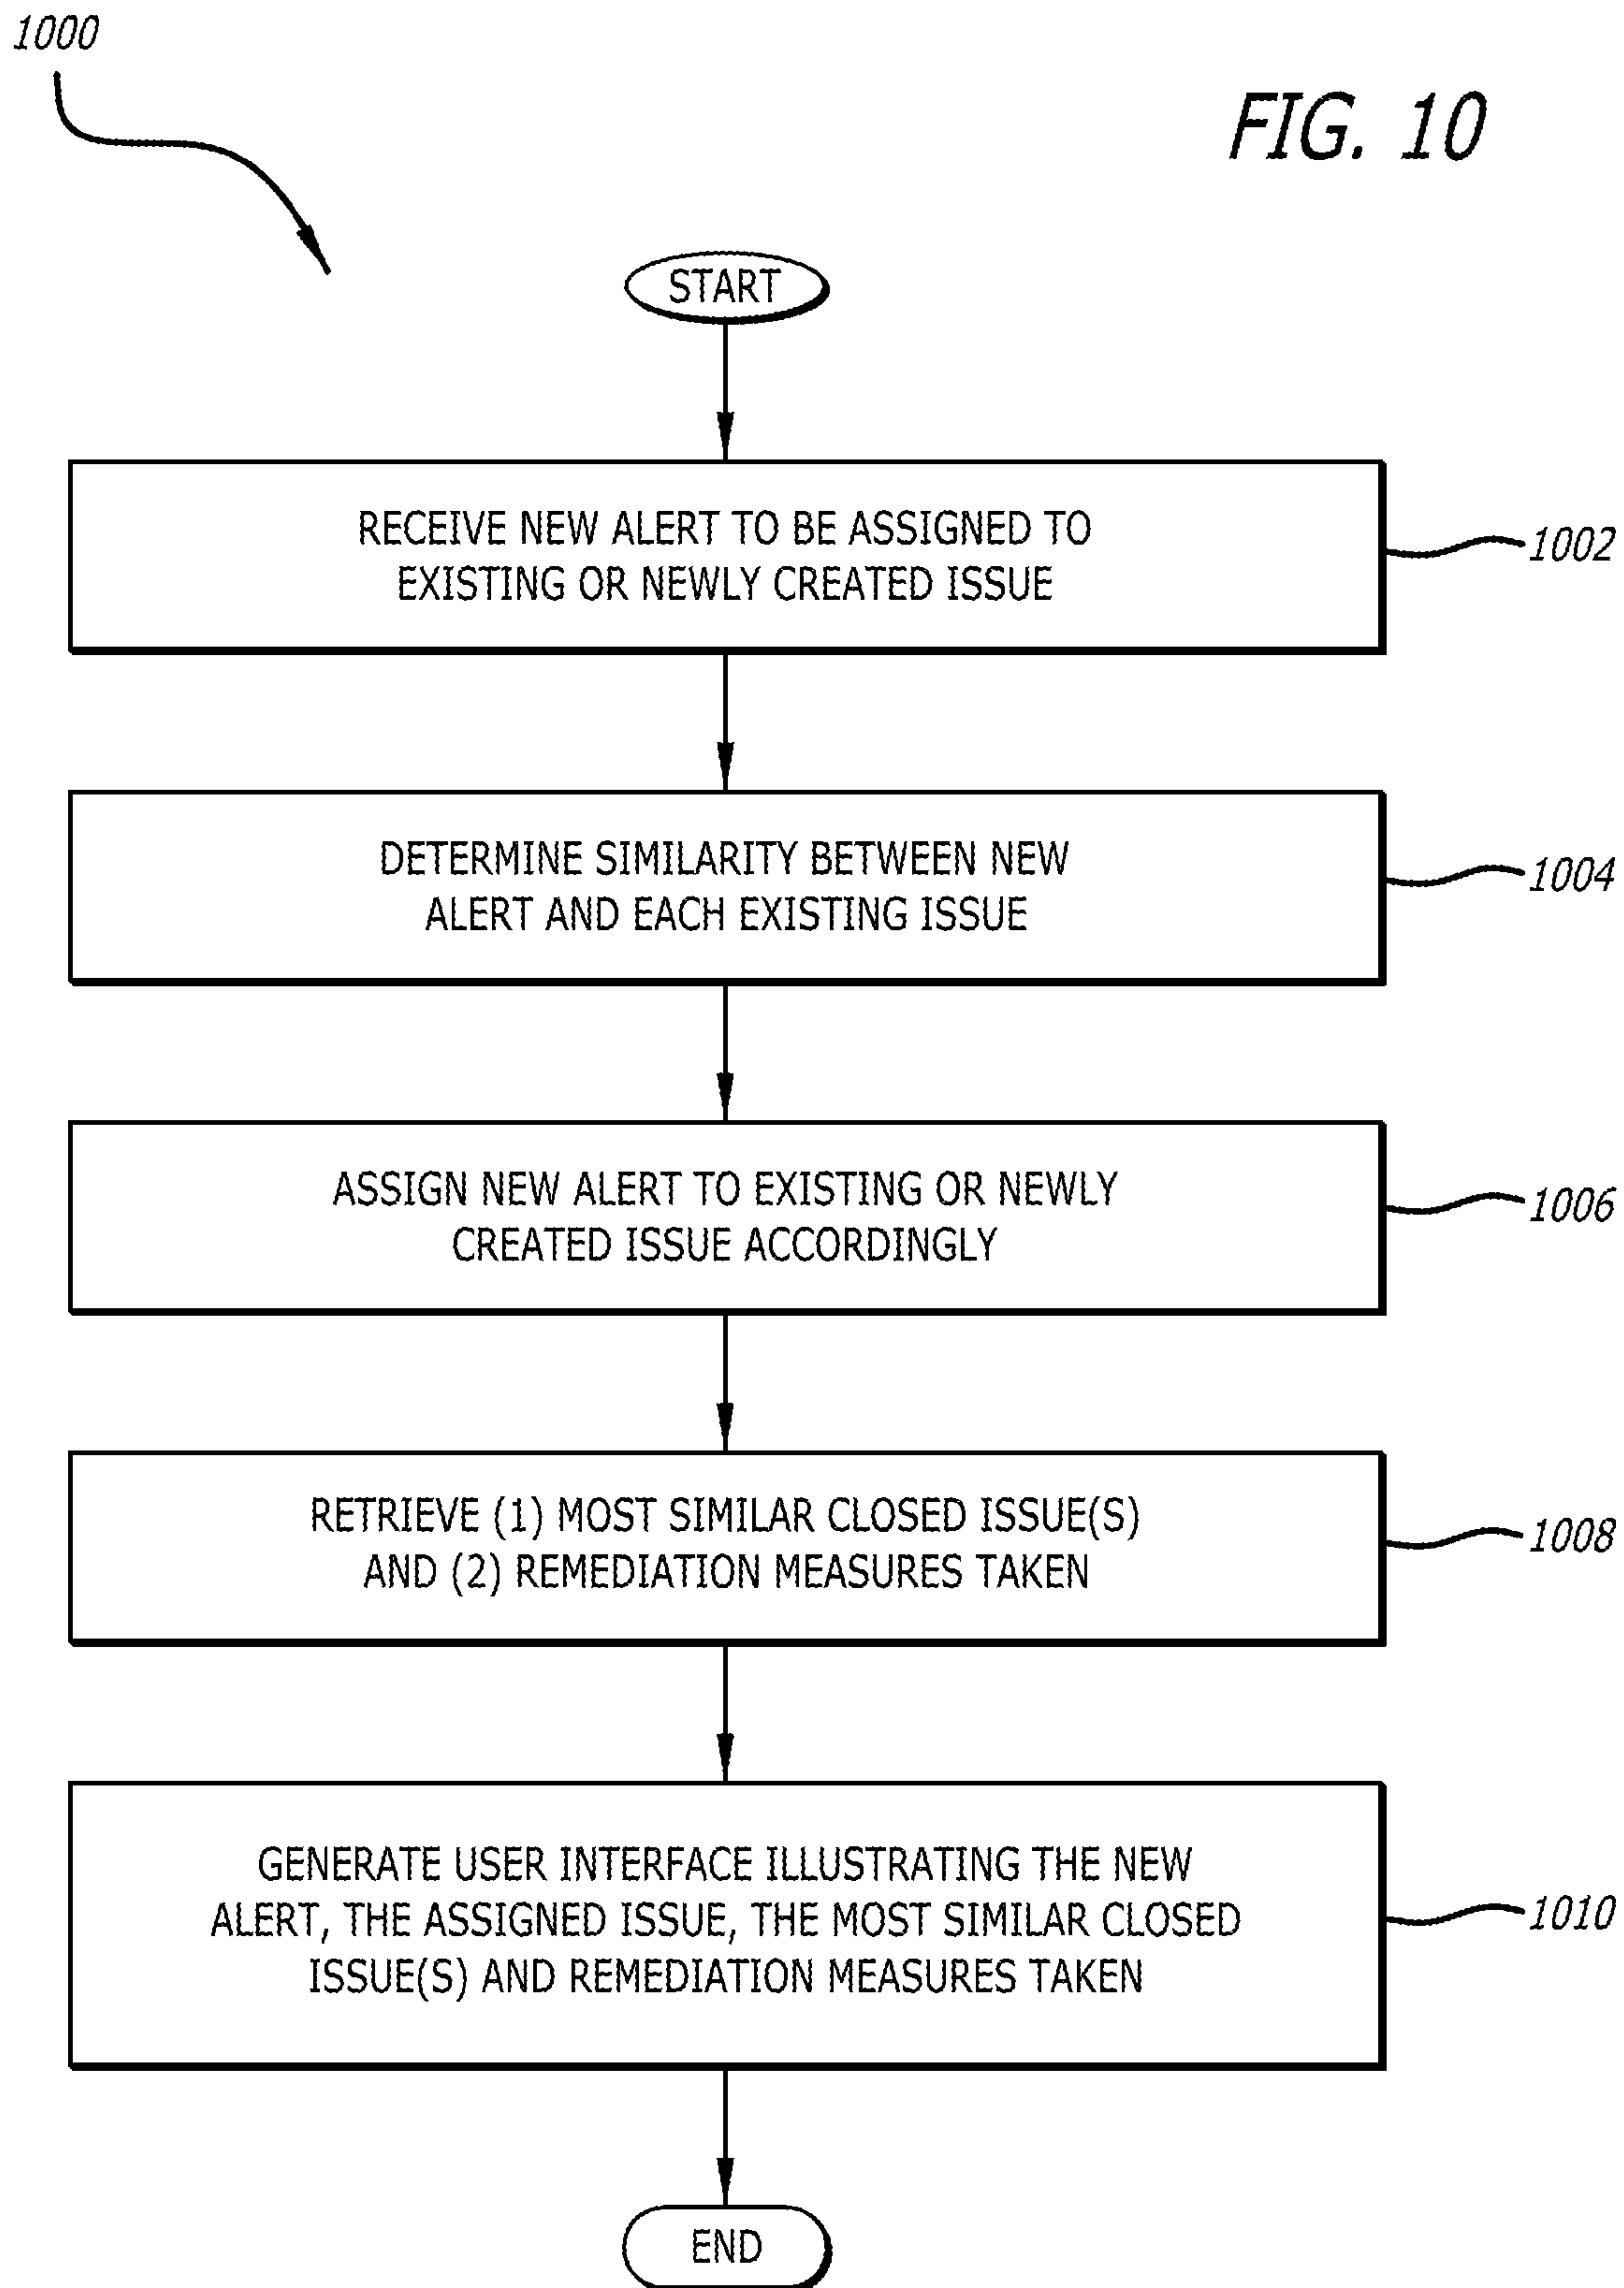 1000
FIG. 10
START
RECEIVE NEW ALERT TO BE ASSIGNED TO
EXISTING OR NEWLY CREATED ISSUE
1002
DETERMINE SIMILARITY BETWEEN NEW
ALERT AND EACH EXISTING ISSUE
1004
ASSIGN NEW ALERT TO EXISTING OR NEWLY
CREATED ISSUE ACCORDINGLY
1006
RETRIEVE (1) MOST SIMILAR CLOSED ISSUE(S)
AND (2) REMEDIATION MEASURES TAKEN
1008
GENERATE USER INTERFACE ILLUSTRATING THE NEW
ALERT, THE ASSIGNED ISSUE, THE MOST SIMILAR CLOSED
ISSUE(S) AND REMEDIATION MEASURES TAKEN
1010
END